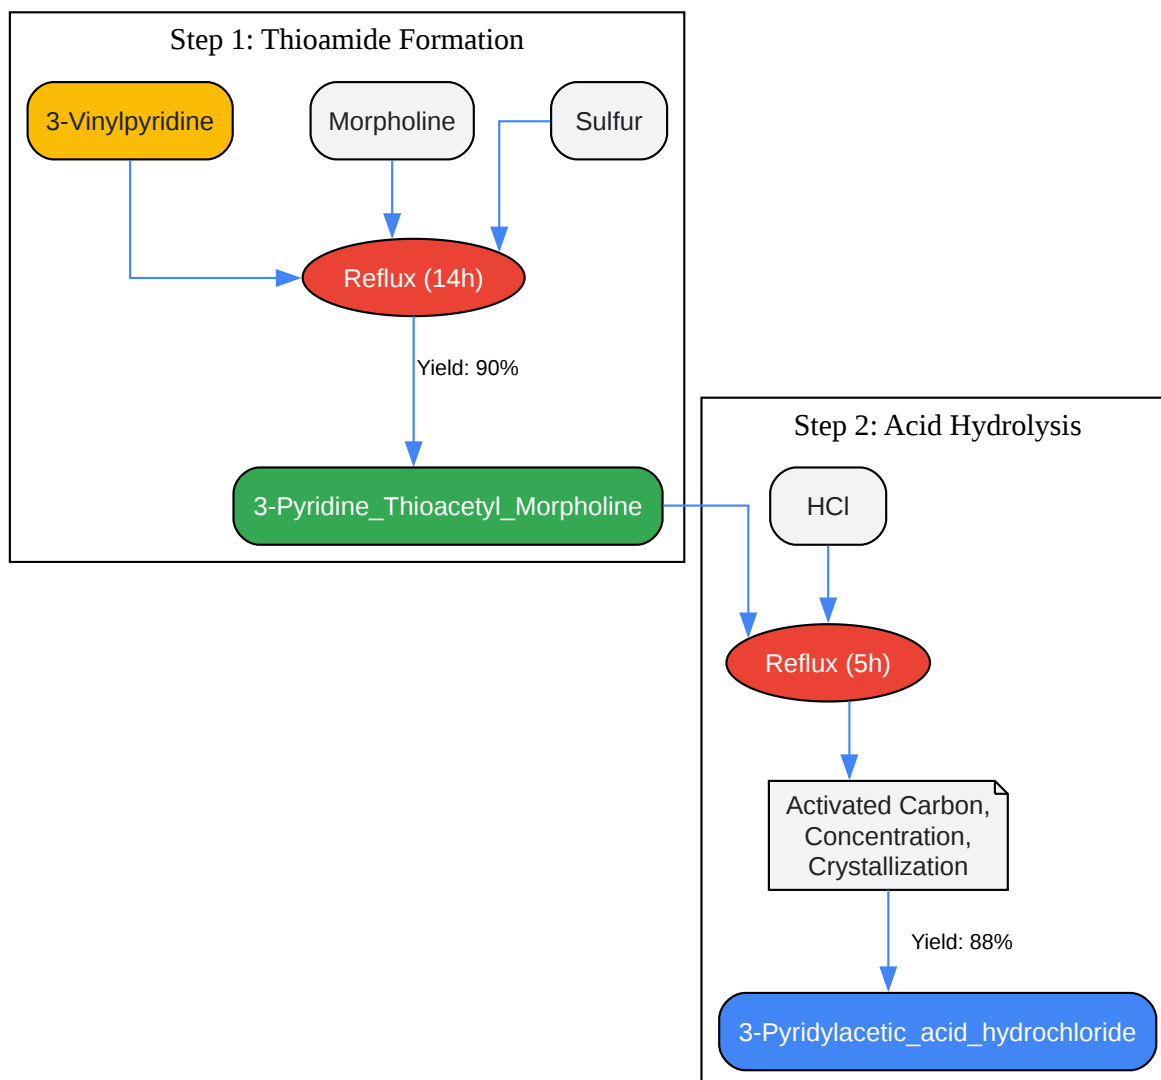 Step 1: Thioamide Formation
3-Vinylpyridine
Morpholine
Sulfur
Reflux (14h)
Yield: 90%
3-Pyridine_Thioacetyl_Morpholine
Step 2: Acid Hydrolysis
HCl
Reflux (5h)
Activated Carbon,
Concentration,
Crystallization
Yield: 88%
3-Pyridylacetic_acid_hydrochloride